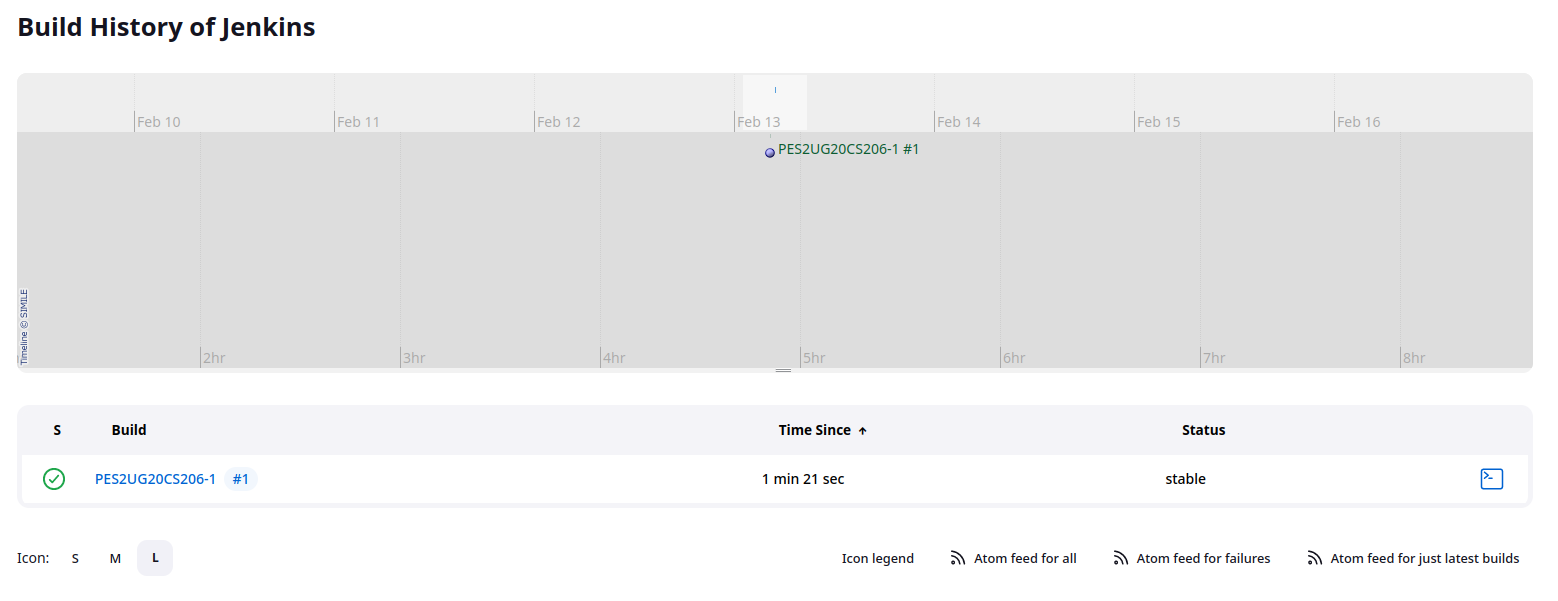 Build History of Jenkins
Feb 10 Feb 11 Feb 12 Feb 13 Feb 14 Feb 15 Feb 16
PES2UG20CS206-1 #1
Timeline © SIMILE
2hr 3hr 4hr 5hr 6hr 7hr 8hr
S Build Time Since ↑ Status
PES2UG20CS206-1 #1 1 min 21 sec stable
Icon: S M L Icon legend Atom feed for all Atom feed for failures Atom feed for just latest builds